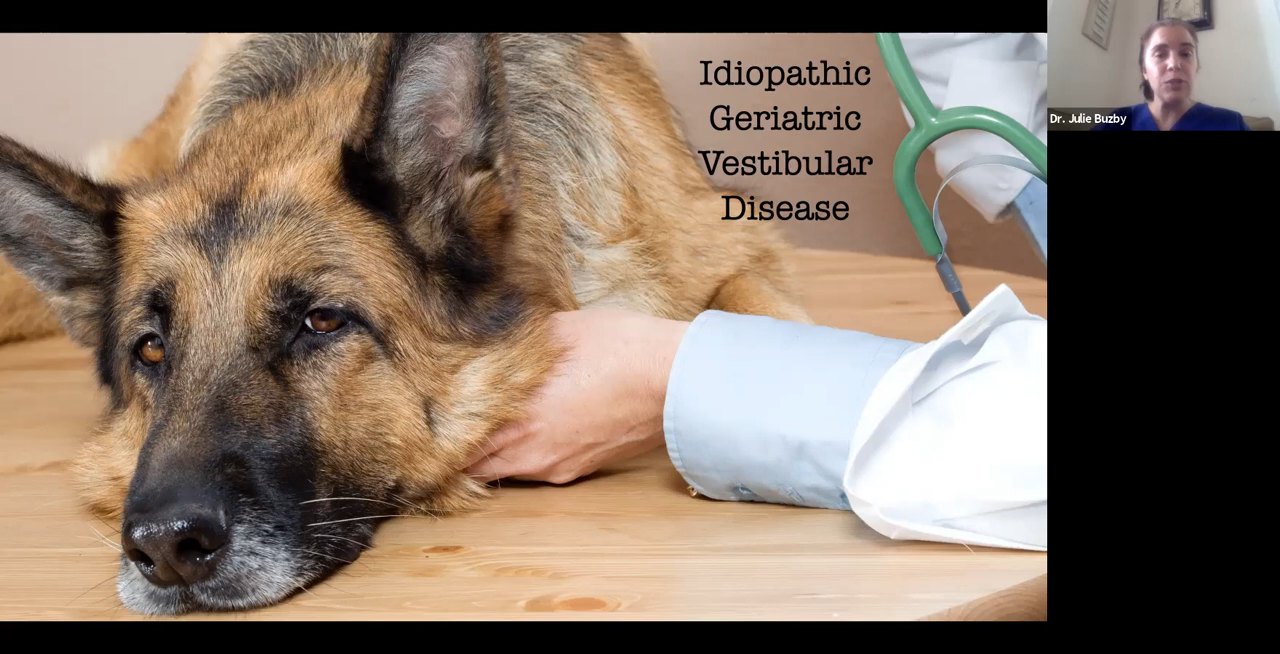 Idiopathic
Geriatric
Vestibular
Disease
Dr. Julie Buzby